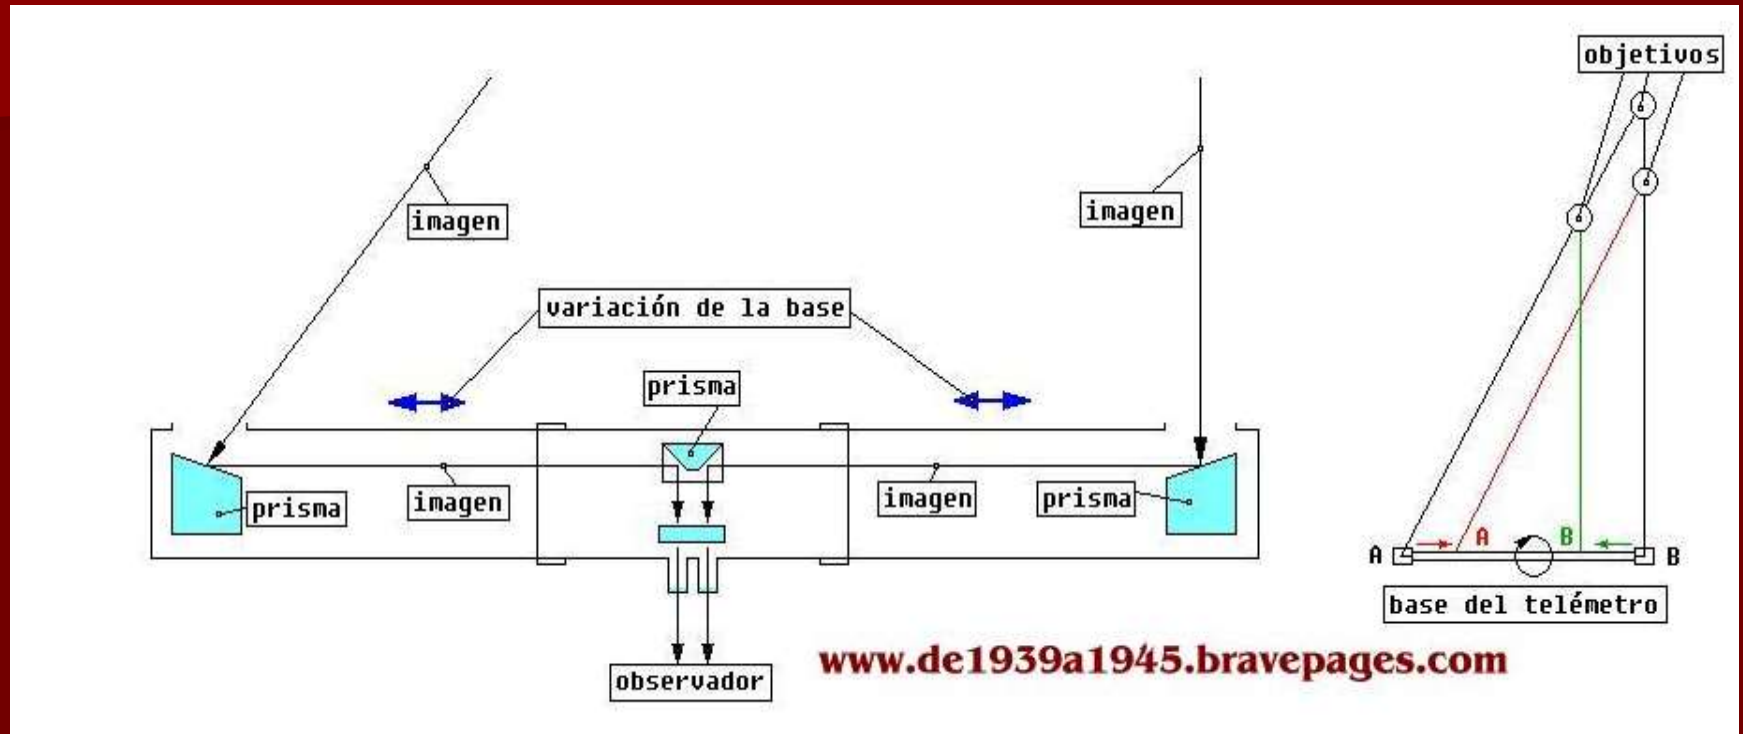 objetivos
imagen
imagen
variación de la base
prisma
prisma
imagen
imagen
prisma
A
A
B
B
base del telémetro
observador
www.de1939a1945.bravepages.com